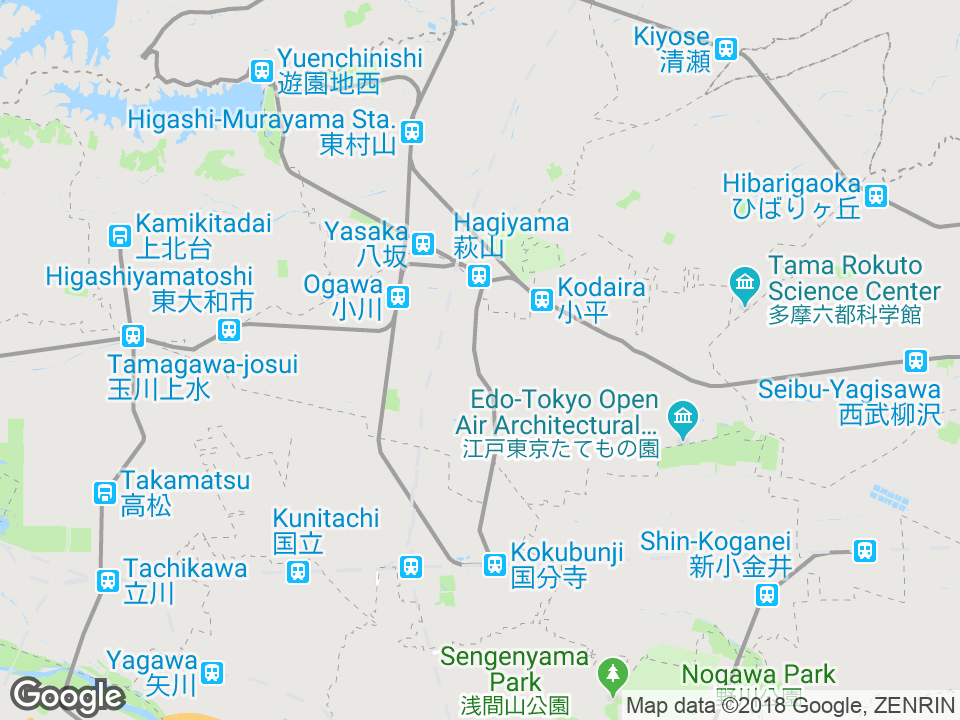 Kiyose
清瀬
Yuenchinishi
遊園地西
Higashi-Murayama Sta.
東村山
Hibarigaoka
ひばりヶ丘
Kamikitadai
上北台
Yasaka
八坂
Hagiyama
萩山
Higashiyamatoshi
東大和市
Ogawa
小川
Kodaira
小平
Tama Rokuto
Science Center
多摩六都科学館
Tamagawa-josui
玉川上水
Seibu-Yagisawa
西武柳沢
Edo-Tokyo Open
Air Architectural...
江戸東京たてもの園
Takamatsu
高松
Kunitachi
国立
Kokubunji
国分寺
Shin-Koganei
新小金井
Tachikawa
立川
Yagawa
矢川
Sengenyama
Park
浅間山公園
Nogawa Park
野川公園
Google
Map data ©2018 Google, ZENRIN